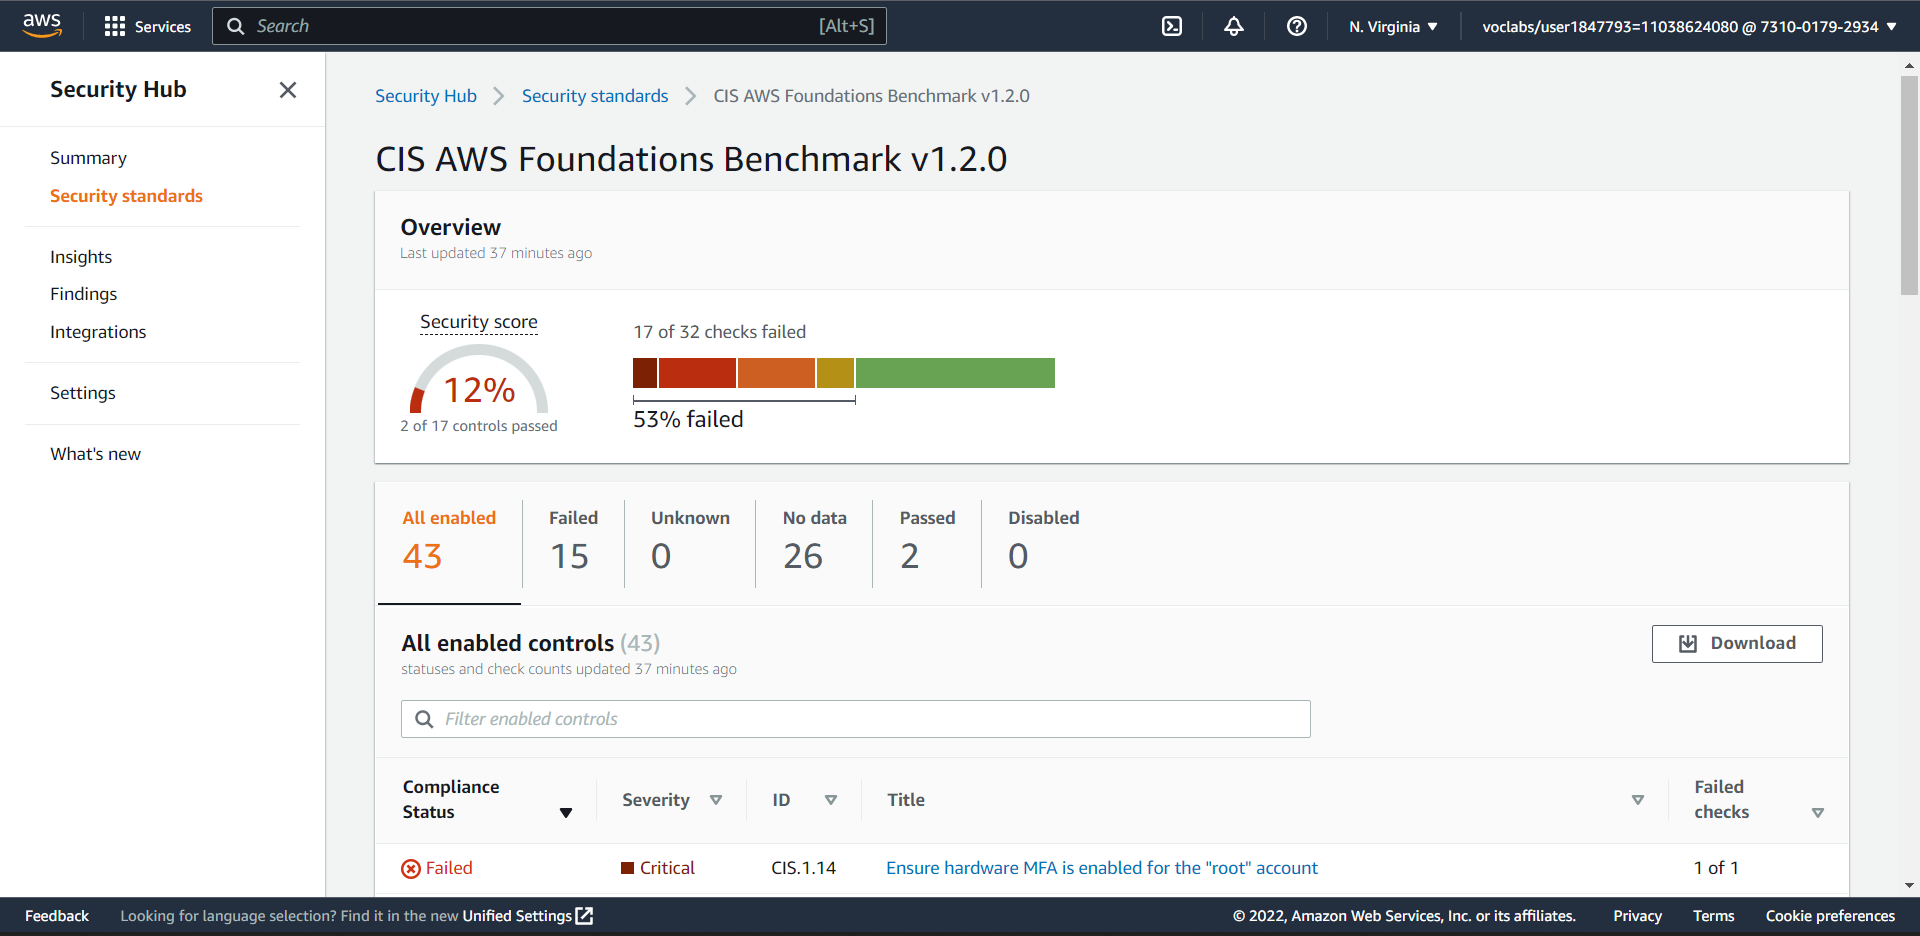 aws
Services
Search
[Alt+S]
N. Virginia
voclabs/user1847793=11038624080 @ 7310-0179-2934
Security Hub
Summary
Security standards
Insights
Findings
Integrations
Settings
What's new
Security Hub
Security standards
CIS AWS Foundations Benchmark v1.2.0
CIS AWS Foundations Benchmark v1.2.0
Overview
Last updated 37 minutes ago
Security score
12%
2 of 17 controls passed
17 of 32 checks failed
53% failed
All enabled
43
Failed
15
Unknown
0
No data
26
Passed
2
Disabled
0
All enabled controls (43)
statuses and check counts updated 37 minutes ago
Download
Filter enabled controls
Compliance
Status
Severity
ID
Title
Failed
checks
Failed
Critical
CIS.1.14
Ensure hardware MFA is enabled for the "root" account
1 of 1
Feedback
Looking for language selection? Find it in the new Unified Settings
© 2022, Amazon Web Services, Inc. or its affiliates.
Privacy
Terms
Cookie preferences